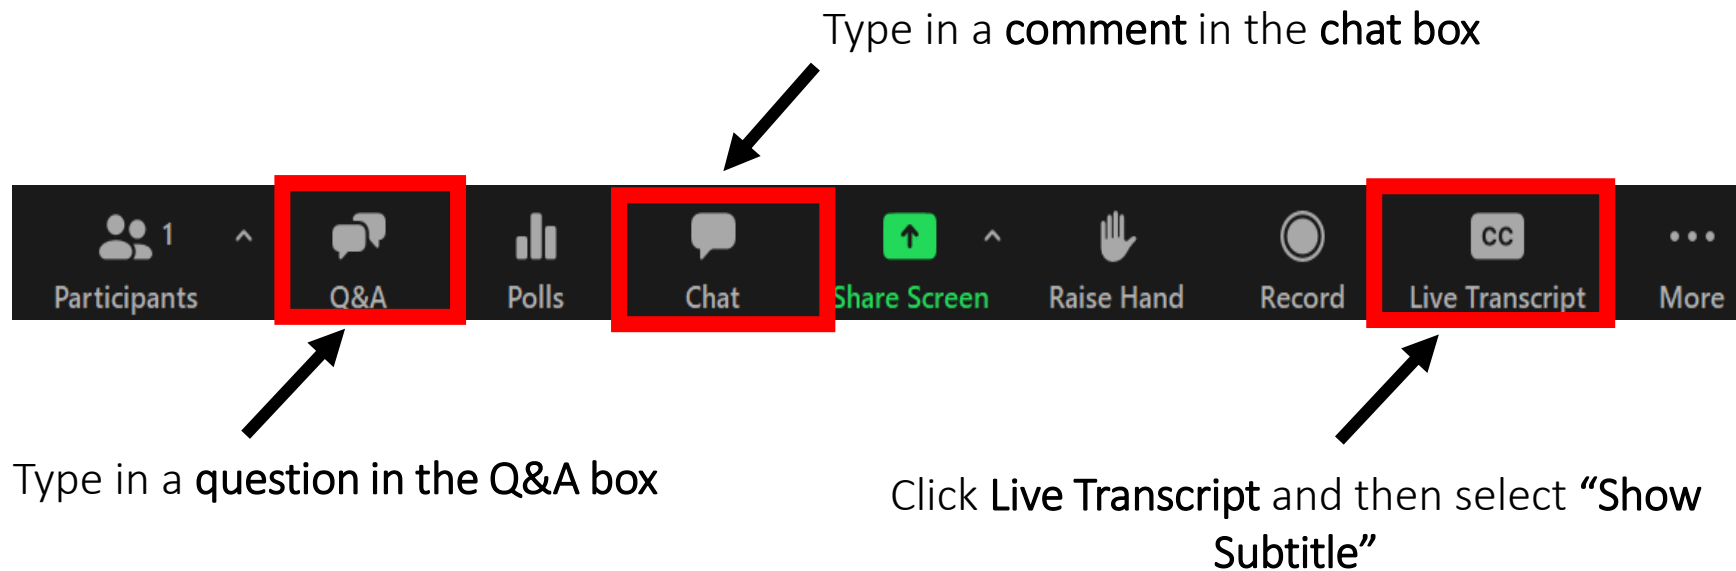 Type in a comment in the chat box
1
Participants
Q&A
Polls
Chat
Share Screen
Raise Hand
Record
CC
Live Transcript
More
Type in a question in the Q&A box
Click Live Transcript and then select “Show
Subtitle”